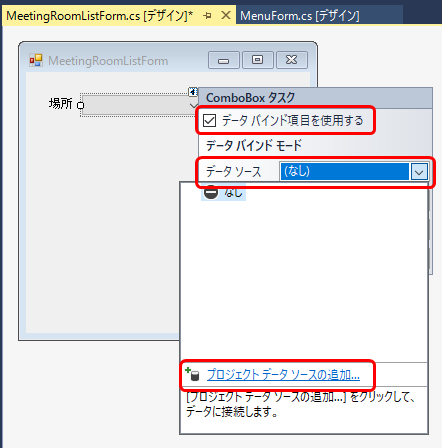 MeetingRoomListForm.cs [デザイン]*
MenuForm.cs [デザイン]
MeetingRoomListForm
場所
ComboBox タスク
データ バインド項目を使用する
データ バインド モード
データ ソース
(なし)
なし
プロジェクト データ ソースの追加...
[プロジェクト データ ソースの追加...] をクリックして、
データに接続します。